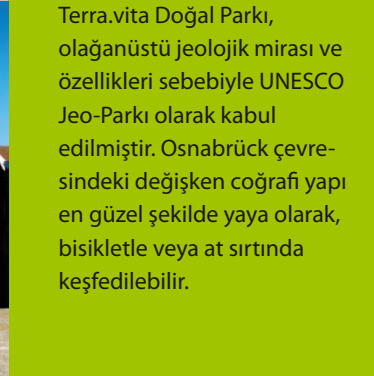 Terra.vita Doğal Parkı,
olağanüstü jeolojik mirası ve
özellikleri sebebiyle UNESCO
Jeo-Parkı olarak kabul
edilmiştir. Osnabrück çevre-
sindeki değişken coğrafi yapı
en güzel şekilde yaya olarak,
bisikletle veya at sırtında
keşfedilebilir.